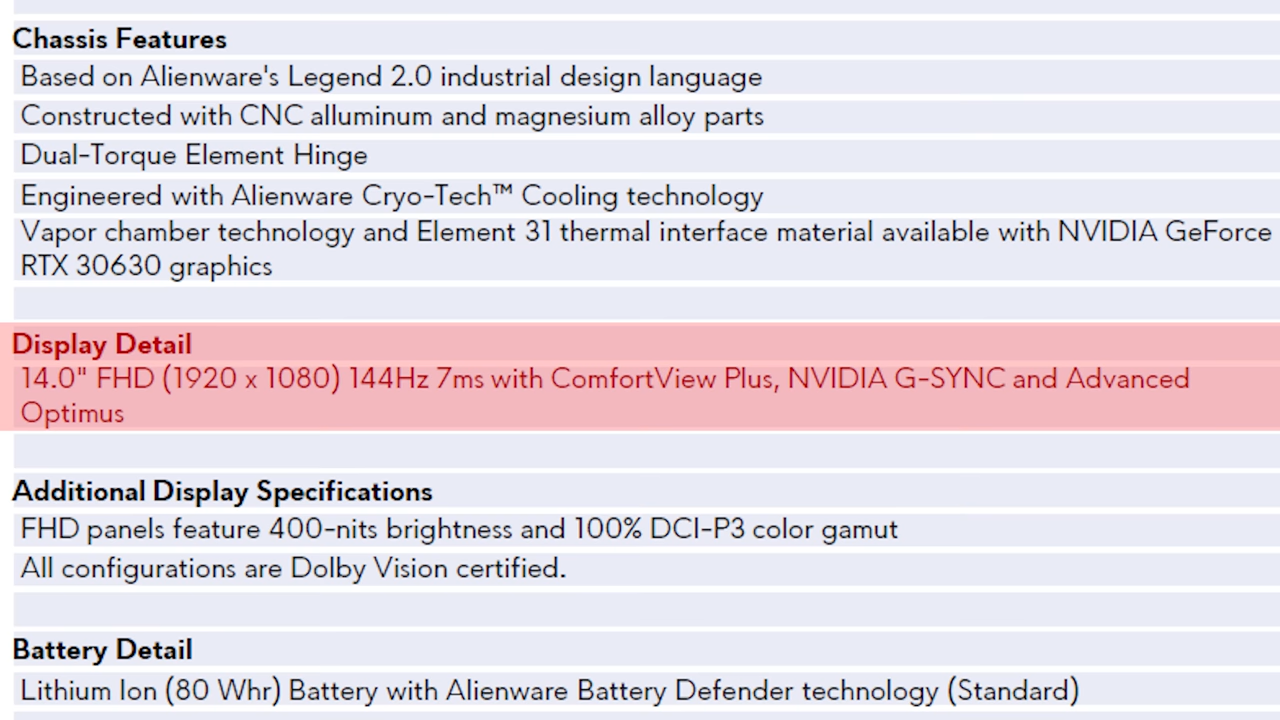 Chassis Features
Based on Alienware's Legend 2.0 industrial design language
Constructed with CNC alluminum and magnesium alloy parts
Dual-Torque Element Hinge
Engineered with Alienware Cryo-Tech™ Cooling technology
Vapor chamber technology and Element 31 thermal interface material available with NVIDIA GeForce
RTX 30630 graphics
Display Detail
14.0" FHD (1920 x 1080) 144Hz 7ms with ComfortView Plus, NVIDIA G-SYNC and Advanced
Optimus
Additional Display Specifications
FHD panels feature 400-nits brightness and 100% DCI-P3 color gamut
All configurations are Dolby Vision certified.
Battery Detail
Lithium Ion (80 Whr) Battery with Alienware Battery Defender technology (Standard)